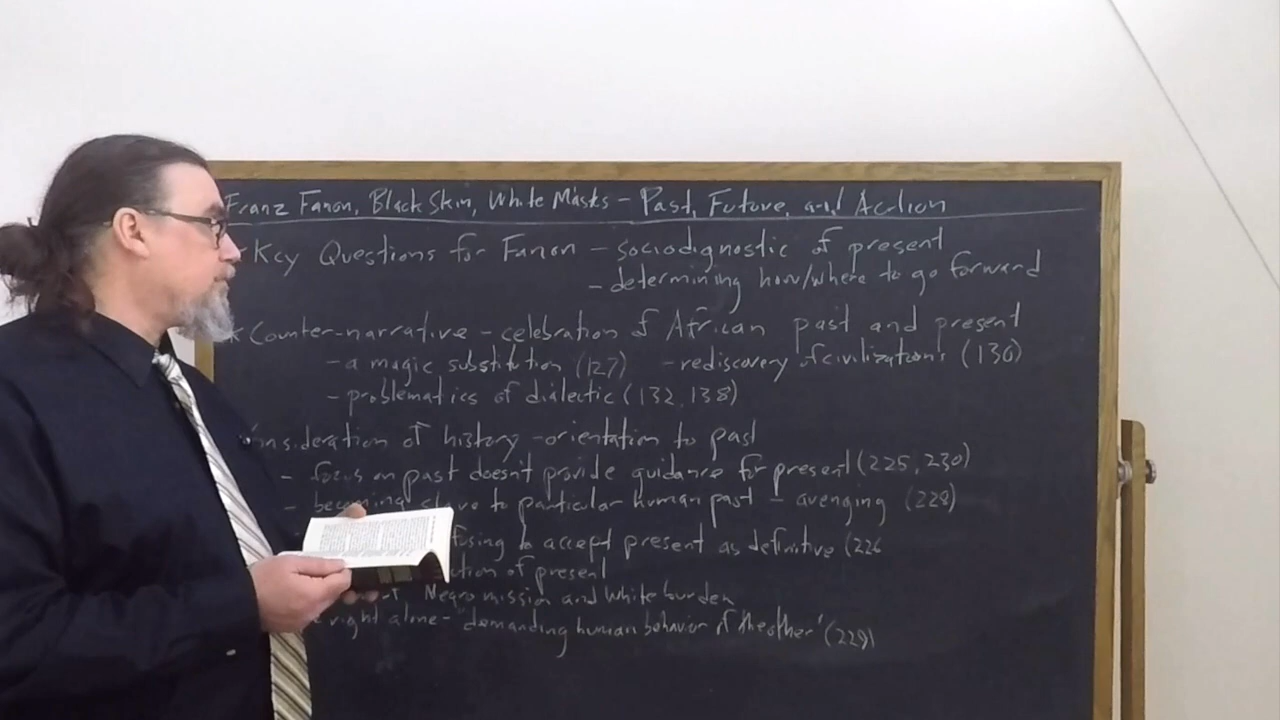 Franz Fanon, Black Skin, White Masks – Past, Future, and Action
* Key Questions for Fanon – sociodignostic of present
– determining how/where to go forward
* Counter-narrative – celebration of African past and present
– a magic substitution (127) – rediscovery of civilizations (130)
– problematics of dialectic (132, 138)
nsideration of history – orientation to past
– focus on past doesn't provide guidance for present (225, 230)
– becoming slave to particular human past – avenging (228)
fusing to accept present as definitive (226
tion of present
Negro mission and White burden
right alone – "demanding human behavior of the other" (229)